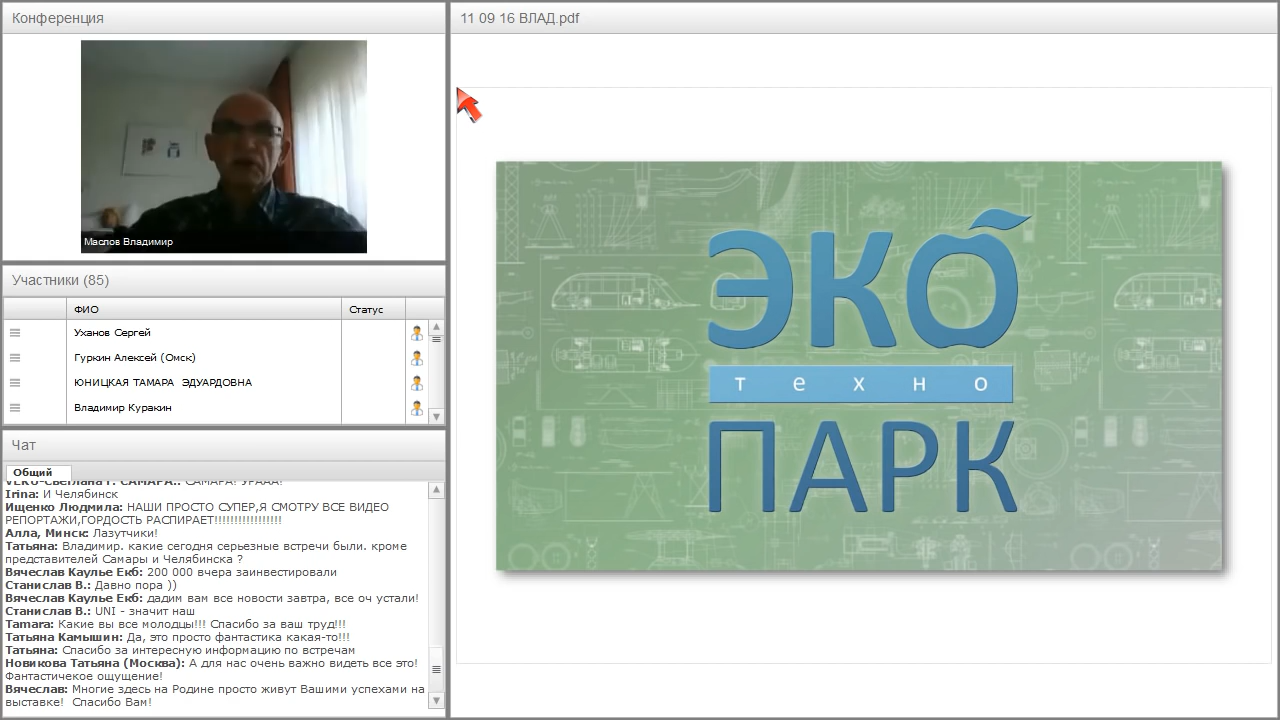 Конференция
Маслов Владимир
Участники (85)
ФИО Статус
Уханов Сергей
Гуркин Алексей (Омск)
ЮНИЦКАЯ ТАМАРА ЭДУАРДОВНА
Владимир Куракин
Чат
Общий
САМАРА! УРААА!
Irina: И Челябинск
Ищенко Людмила: НАШИ ПРОСТО СУПЕР,Я СМОТРУ ВСЕ ВИДЕО
РЕПОРТАЖИ,ГОРДОСТЬ РАСПИРАЕТ!!!!!!!!!!!!!!!!!
Алла, Минск: Лазутчики!
Татьяна: Владимир. какие сегодня серьезные встречи были. кроме
представителей Самары и Челябинска ?
Вячеслав Каулье Екб: 200 000 вчера заинвестировали
Станислав В.: Давно пора ))
Вячеслав Каулье Екб: дадим вам все новости завтра, все оч устали!
Станислав В.: UNI - значит наш
Tamara: Какие вы все молодцы!!! Спасибо за ваш труд!!!
Татьяна Камышин: Да, это просто фантастика какая-то!!!
Татьяна: Спасибо за интересную информацию по встречам
Новикова Татьяна (Москва): А для нас очень важно видеть все это!
Фантастичекое ощущение!
Вячеслав: Многие здесь на Родине просто живут Вашими успехами на
выставке! Спасибо Вам!
11 09 16 ВЛАД.pdf
ЭКО
техно
ПАРК